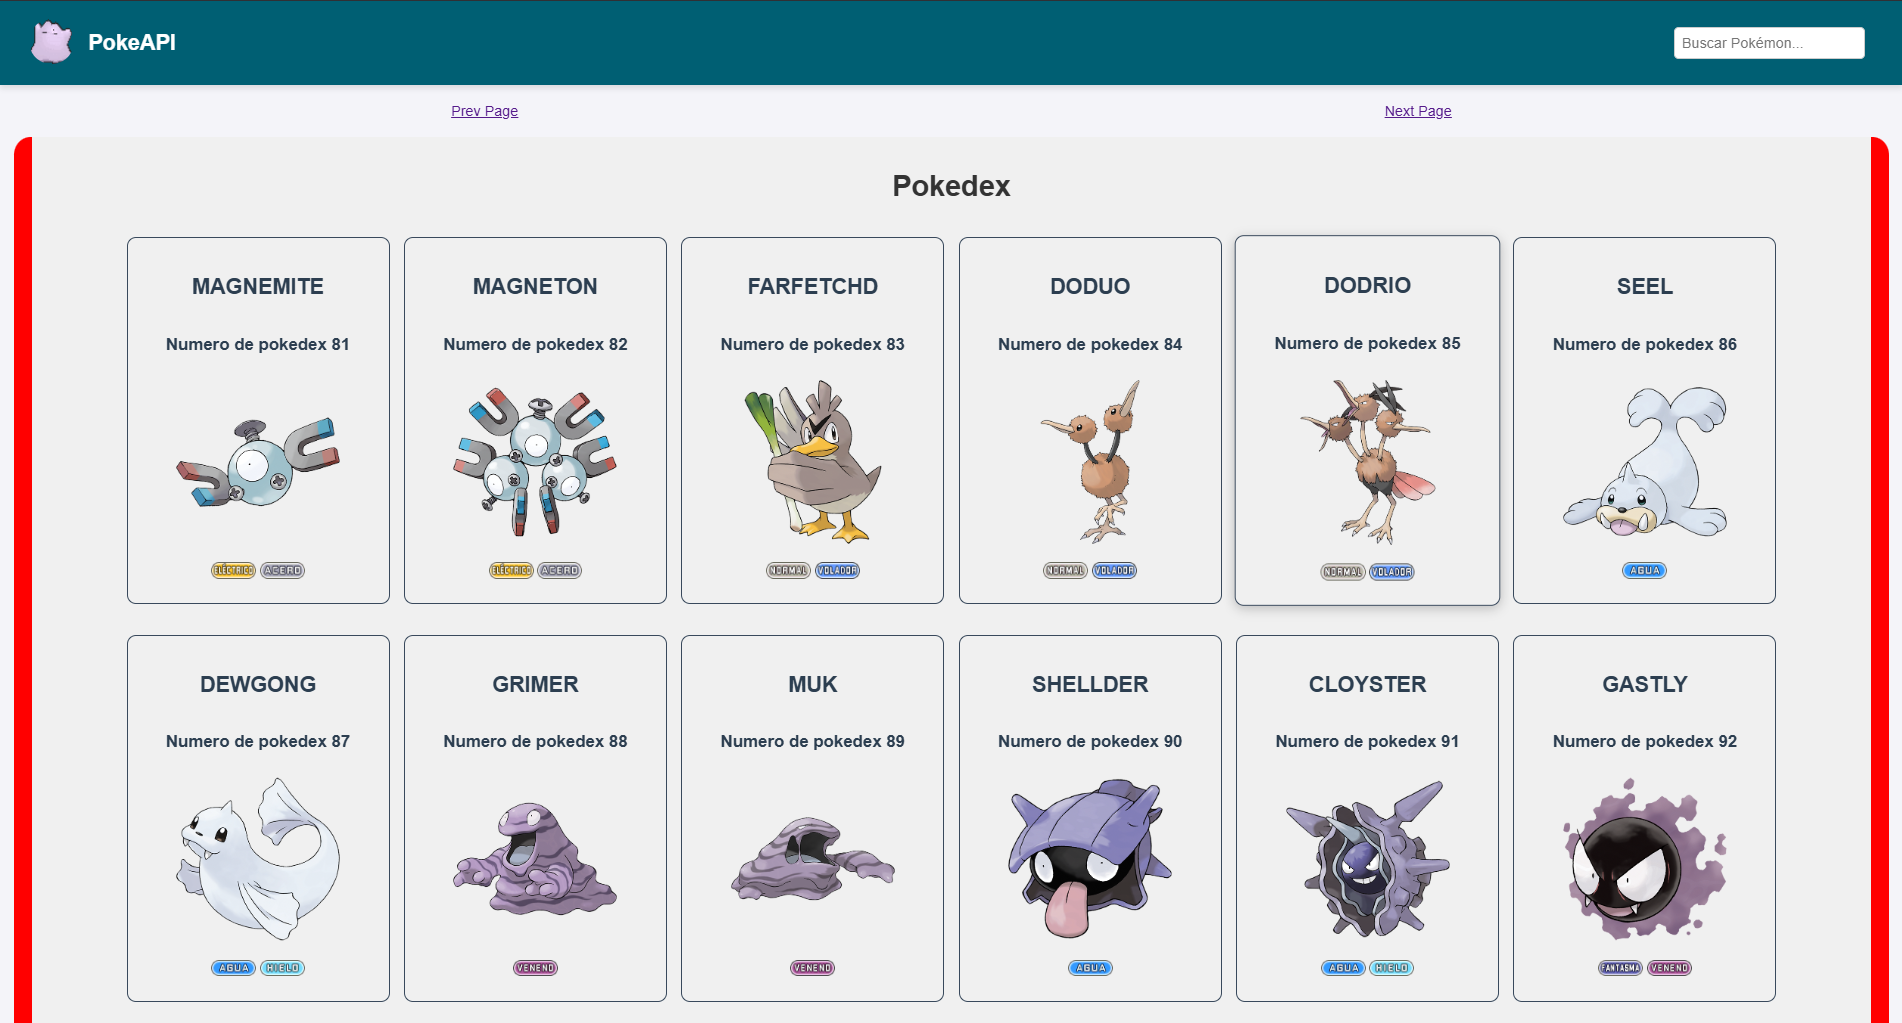 PokeAPI
Buscar Pokémon...
Prev Page
Next Page
Pokedex
MAGNEMITE
Numero de pokedex 81
ELÉCTRICO ACERO
MAGNETON
Numero de pokedex 82
ELÉCTRICO ACERO
FARFETCHD
Numero de pokedex 83
NORMAL VOLADOR
DODUO
Numero de pokedex 84
NORMAL VOLADOR
DODRIO
Numero de pokedex 85
NORMAL VOLADOR
SEEL
Numero de pokedex 86
AGUA
DEWGONG
Numero de pokedex 87
AGUA HIELO
GRIMER
Numero de pokedex 88
VENENO
MUK
Numero de pokedex 89
VENENO
SHELLDER
Numero de pokedex 90
AGUA
CLOYSTER
Numero de pokedex 91
AGUA HIELO
GASTLY
Numero de pokedex 92
FANTASMA VENENO